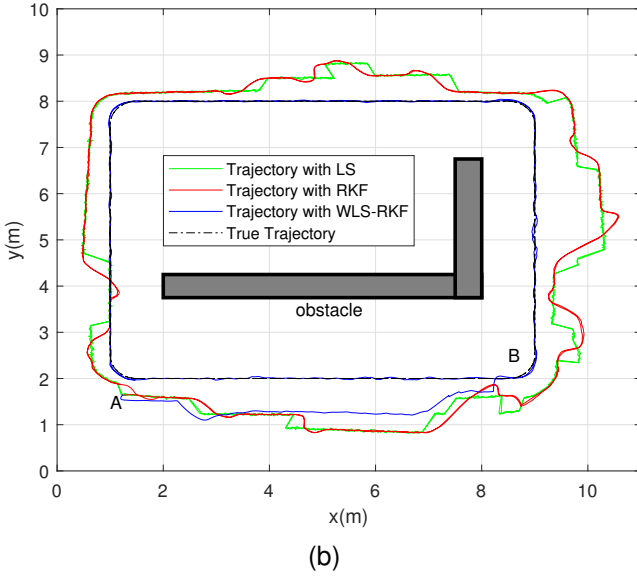 10
9
8
7
6
5
4
3
2
1
0
y(m)
Trajectory with LS
Trajectory with RKF
Trajectory with WLS-RKF
True Trajectory
obstacle
B
A
0 2 4 6 8 10
x(m)
(b)